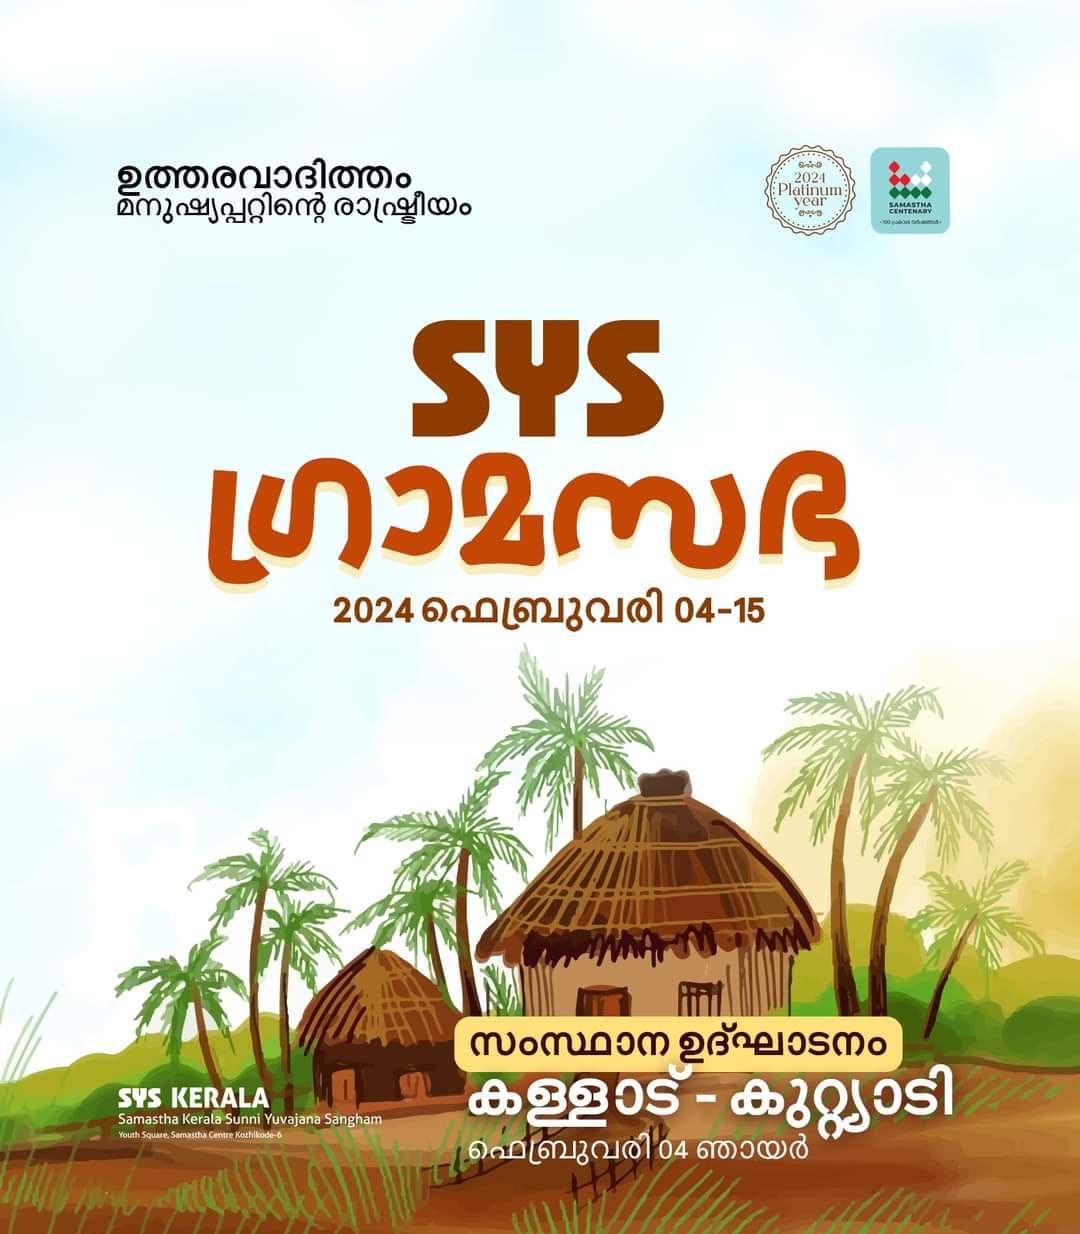 ഉത്തരവാദിത്തം
മനുഷ്യപ്പറ്റിന്റെ രാഷ്ട്രീയം
2024
Platinum
year
SAMASTHA
CENTENARY
SYS
ഗ്രാമസഭ
2024 ഫെബ്രുവരി 04-15
സംസ്ഥാന ഉദ്ഘാടനം
കള്ളാട് - കുറ്റ്യാടി
ഫെബ്രുവരി 04 ഞായർ
SYS KERALA
Samastha Kerala Sunni Yuvajana Sangham
Youth Square, Samastha Centre Kozhikode-6